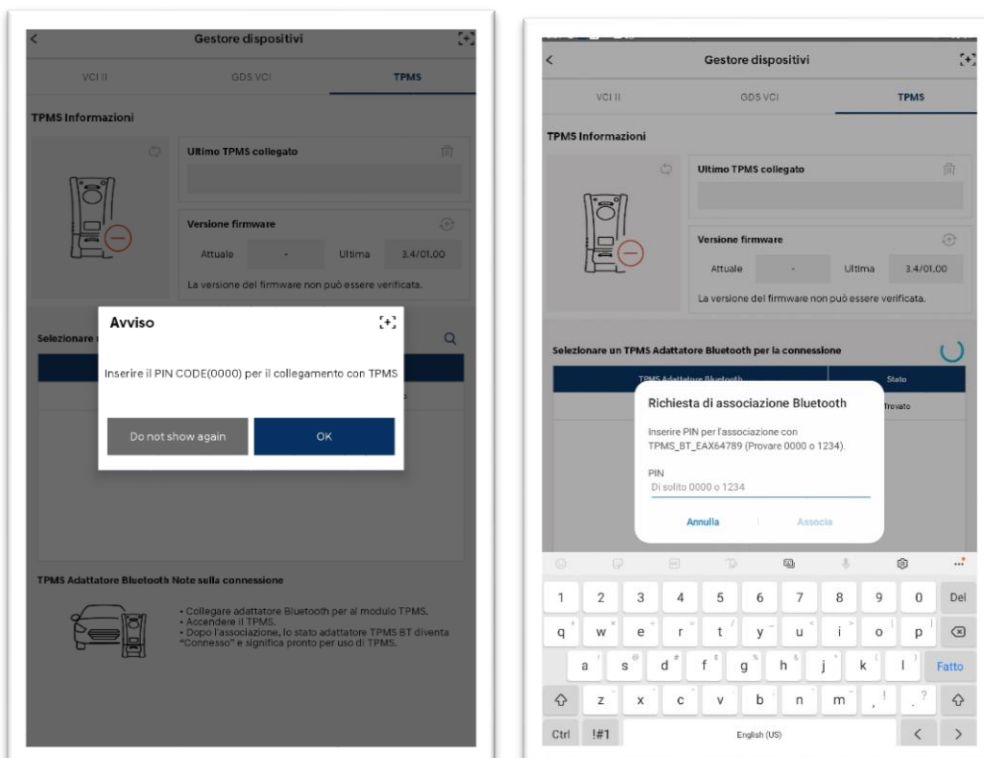 Gestore dispositivi
VCI II
GDS VCI
TPMS
TPMS Informazioni
Ultimo TPMS collegato
Versione firmware
Attuale
-
Ultima
3.4/01.00
La versione del firmware non può essere verificata.
Selezionare
Avviso
Inserire il PIN CODE(0000) per il collegamento con TPMS
Do not show again
OK
TPMS Adattatore Bluetooth Note sulla connessione
• Collegare adattatore Bluetooth per al modulo TPMS.
• Accendere il TPMS.
• Dopo l'associazione, lo stato adattatore TPMS BT diventa
"Connesso" e significa pronto per uso di TPMS.
Gestore dispositivi
VCI II
GDS VCI
TPMS
TPMS Informazioni
Ultimo TPMS collegato
Versione firmware
Attuale
-
Ultima
3.4/01.00
La versione del firmware non può essere verificata.
Selezionare un TPMS Adattatore Bluetooth per la connessione
TPMS Adattatore Bluetooth
Stato
Trovato
Richiesta di associazione Bluetooth
Inserire PIN per l'associazione con
TPMS_BT_EAX64789 (Provare 0000 o 1234).
PIN
Di solito 0000 o 1234
Annulla
Associa
1 2 3 4 5 6 7 8 9 0 Del
q w e r t y u i o p
a s d f g h j k l Fatto
z x c v b n m , ! . ?
Ctrl !#1 English (US) < >